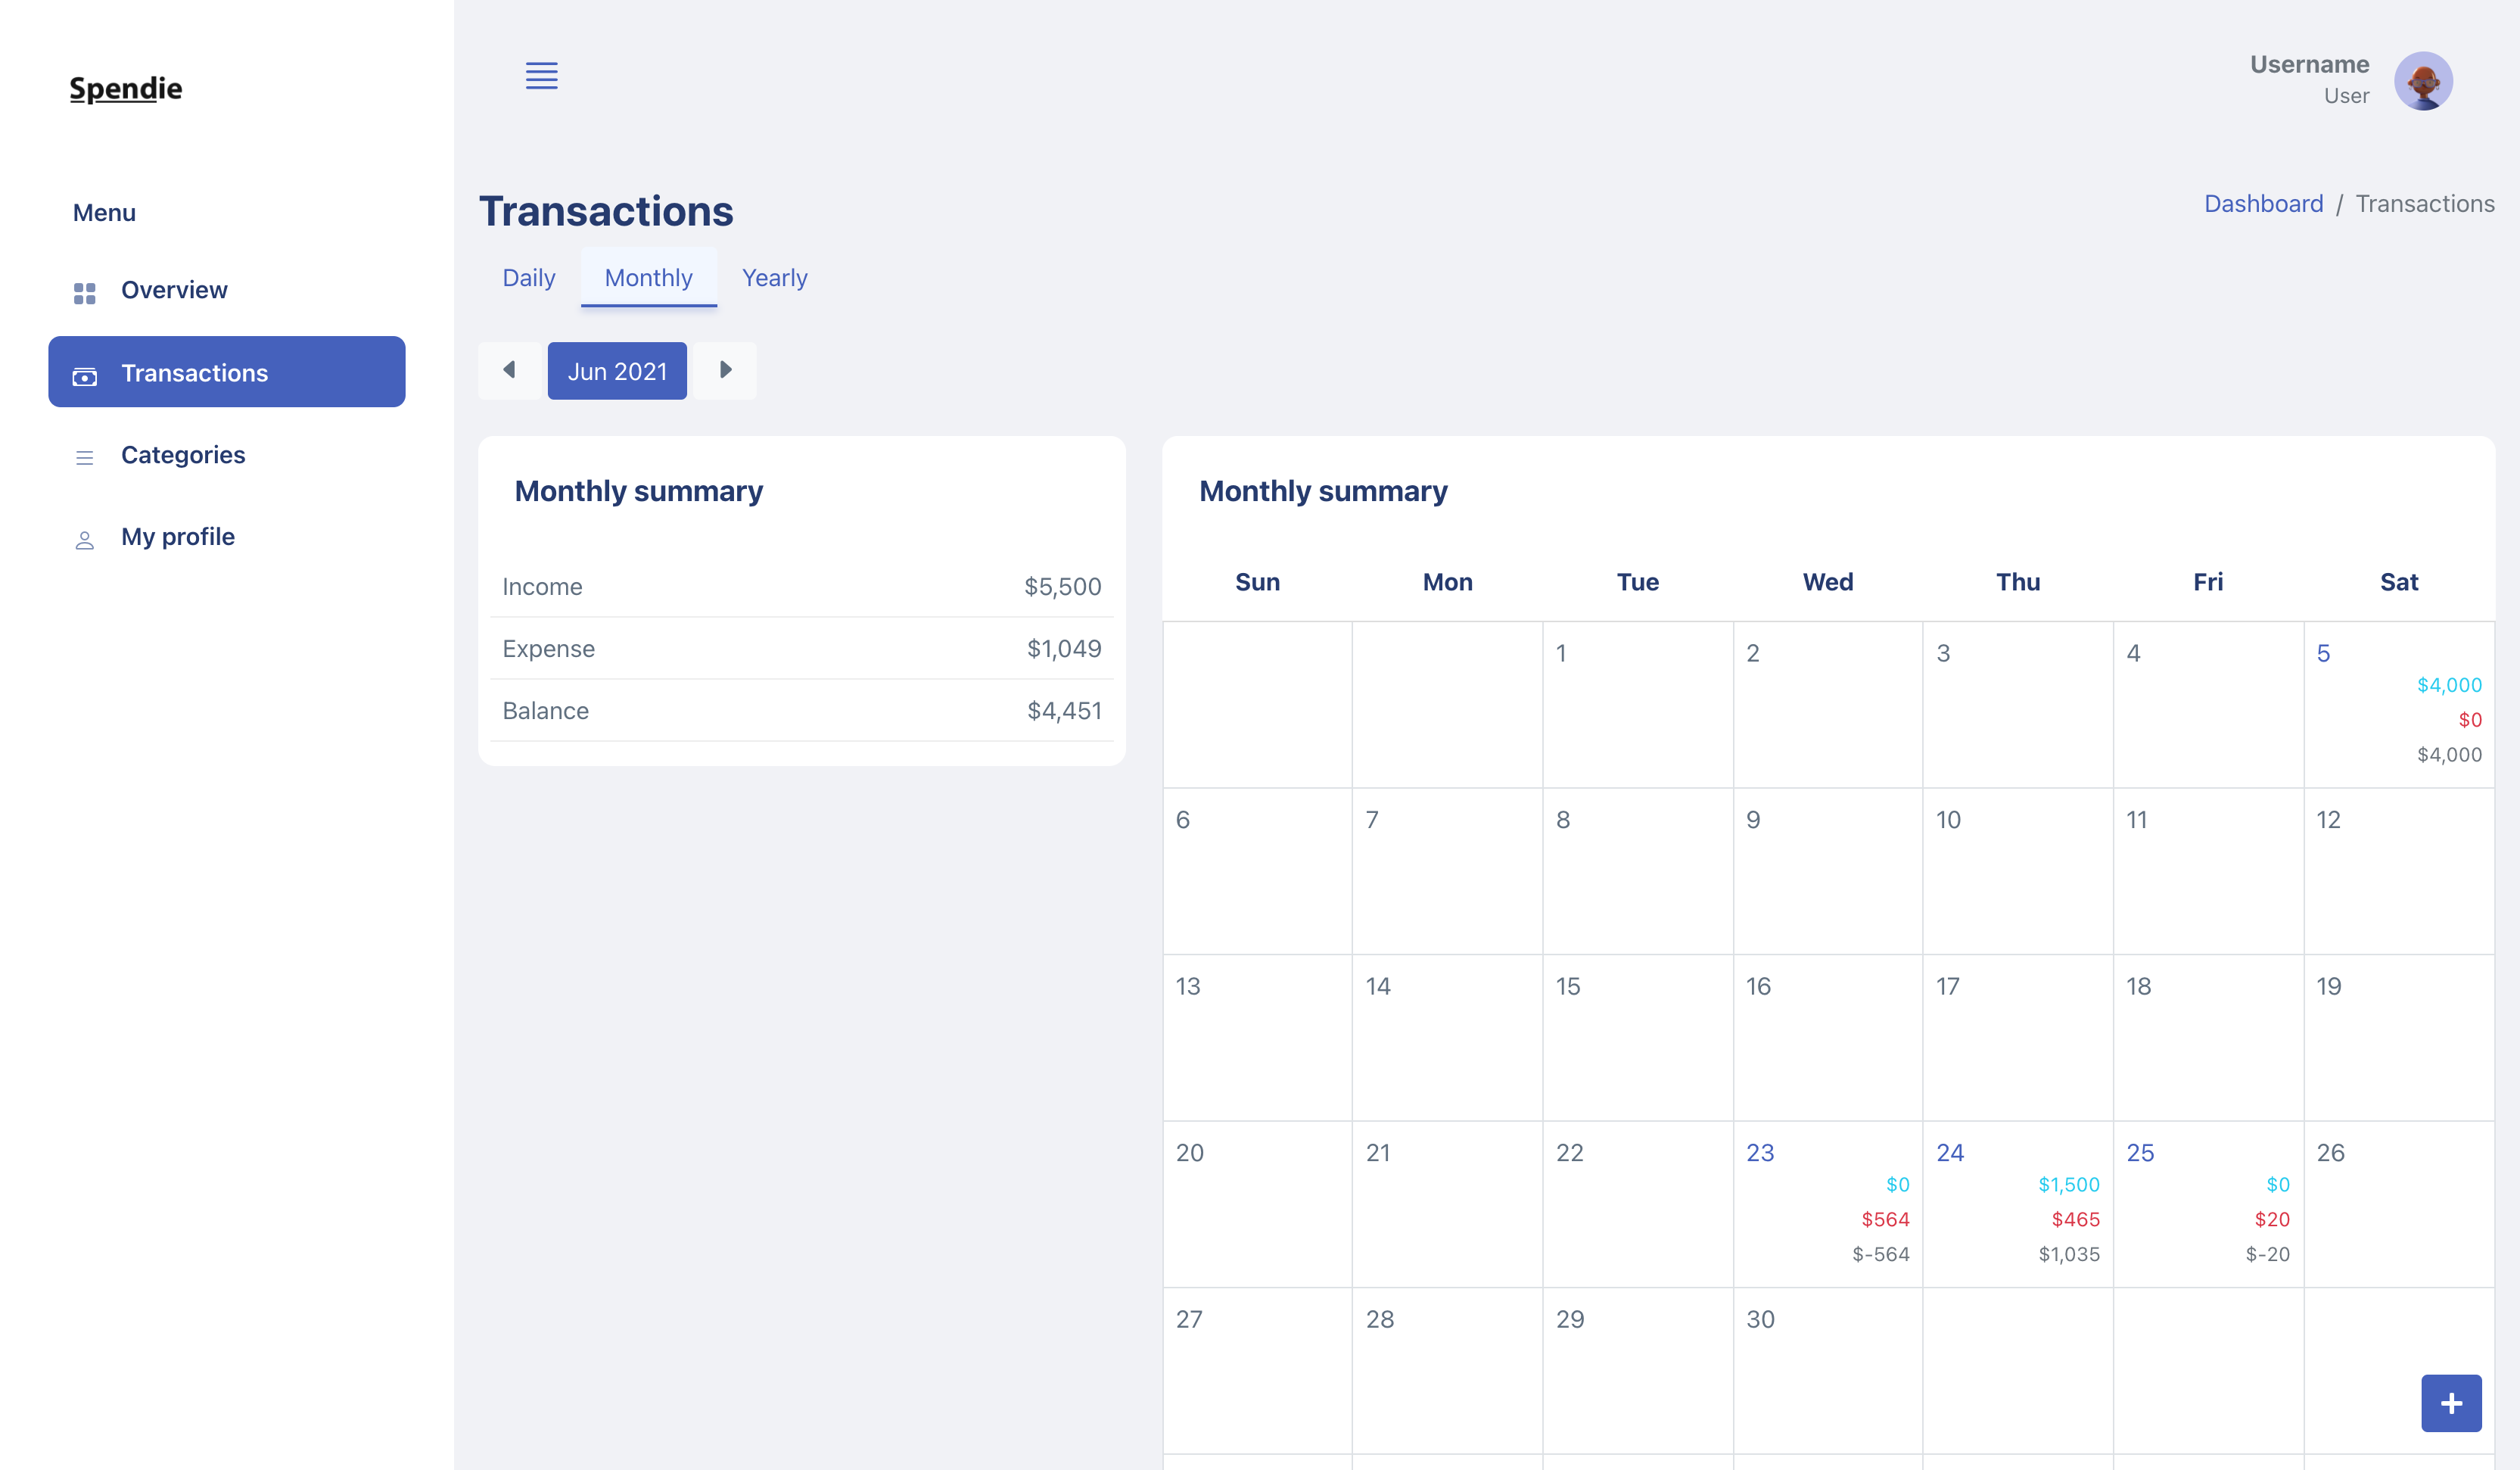 Spendie
Menu
Overview
Transactions
Categories
My profile
Username
User
Transactions
Dashboard / Transactions
Daily Monthly Yearly
Jun 2021
Monthly summary
Income $5,500
Expense $1,049
Balance $4,451
Monthly summary
Sun Mon Tue Wed Thu Fri Sat
1 2 3 4 5
$4,000
$0
$4,000
6 7 8 9 10 11 12
13 14 15 16 17 18 19
20 21 22 23 24 25 26
$0 $1,500 $0
$564 $465 $20
$-564 $1,035 $-20
27 28 29 30
+